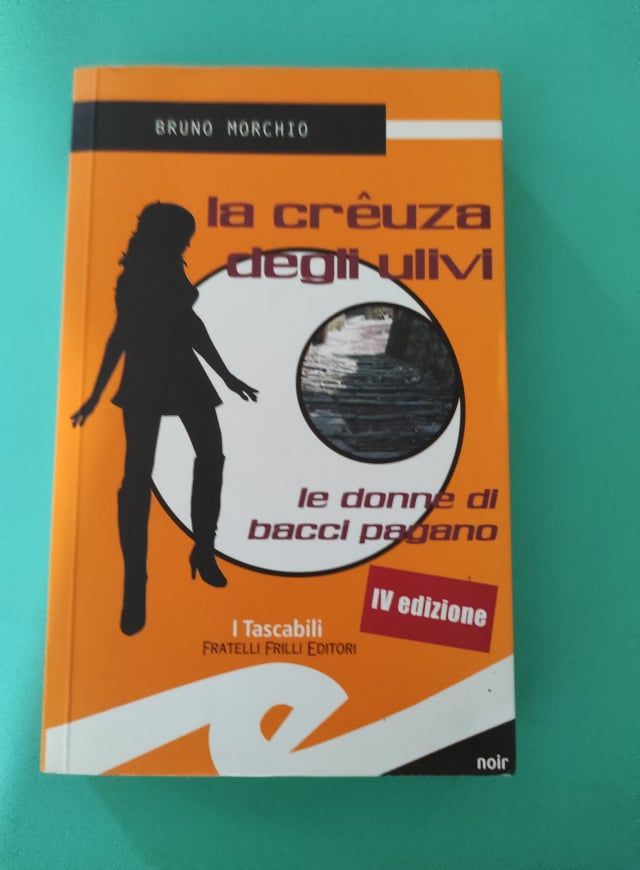 BRUNO MORCHIO
la crêuza
degli ulivi
le donne di
bacci pagano
IV edizione
I Tascabili
FRATELLI FRILLI EDITORI
noir